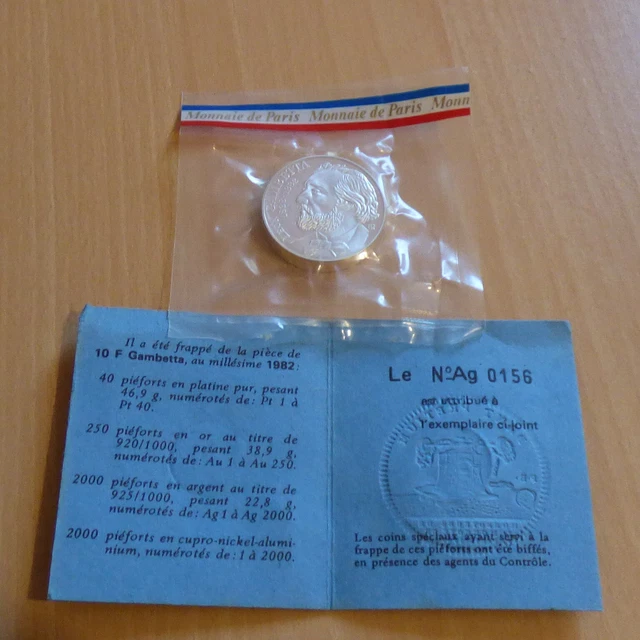 Monnaie de Paris Monnaie de Paris Monn
GAMBETTA
Il a été frappé de la pièce de
10 F Gambetta, au millésime 1982:
40 piéforts en platine pur, pesant
46,9 g, numérotés de: Pt 1 à
Pt 40.
250 piéforts en or au titre de
920/1000, pesant 38,9 g,
numérotés de: Au 1 à Au 250.
2000 piéforts en argent au titre de
925/1000, pesant 22,8 g,
numérotés de: Ag 1 à Ag 2000.
2000 piéforts en cupro-nickel-alumi-
nium, numérotés de: 1 à 2000.
Le N° Ag 0156
est attribué à
l'exemplaire ci-joint
Les coins spéciaux ayant servi à la
frappe de ces piéforts ont été biffés,
en présence des agents du Contrôle.